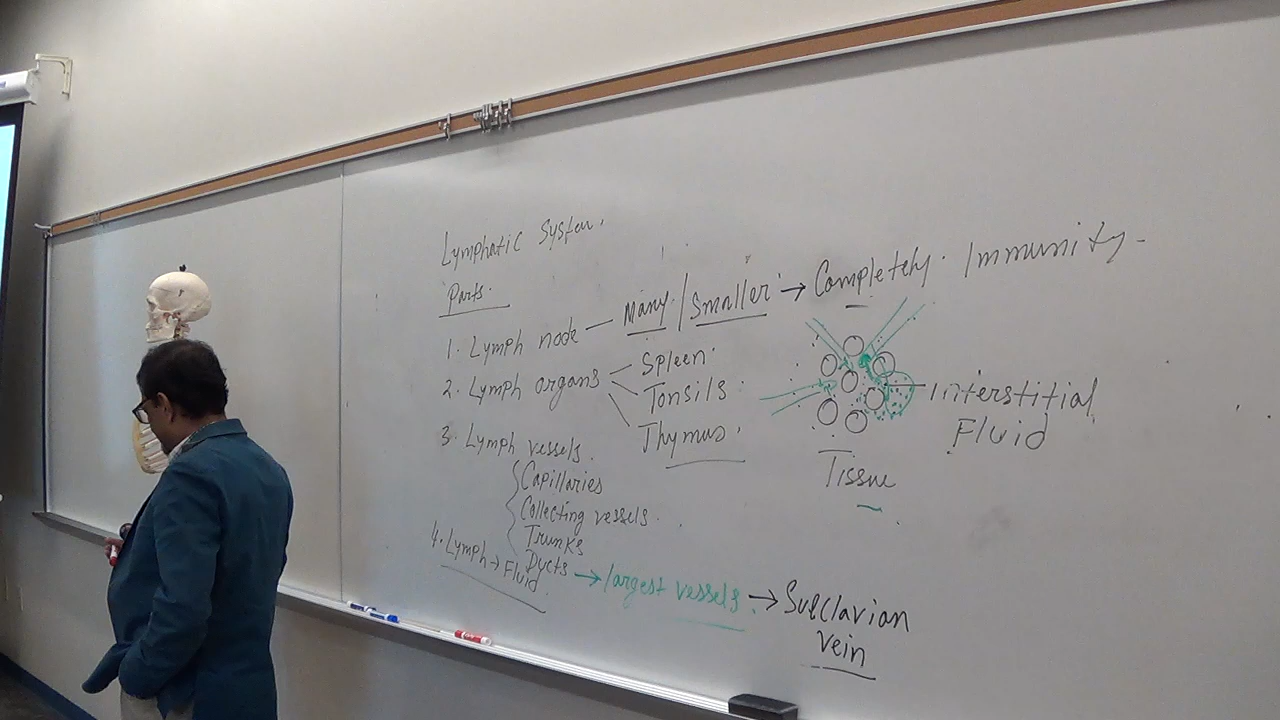 Lymphatic System.
Parts.
1. Lymph node — Many / Smaller → Completely. Immunity.
2. Lymph organs
Spleen.
Tonsils.
Thymus.
3. Lymph vessels.
Capillaries
Collecting vessels.
Trunks
Ducts → largest vessels. → Subclavian vein
4. Lymph → Fluid.
Interstitial
Fluid
Tissue